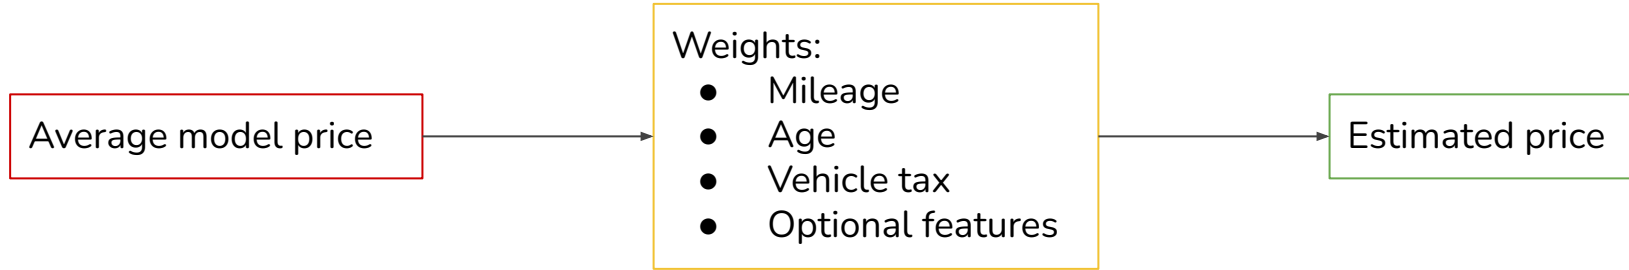 Average model price
Weights:
● Mileage
● Age
● Vehicle tax
● Optional features
Estimated price